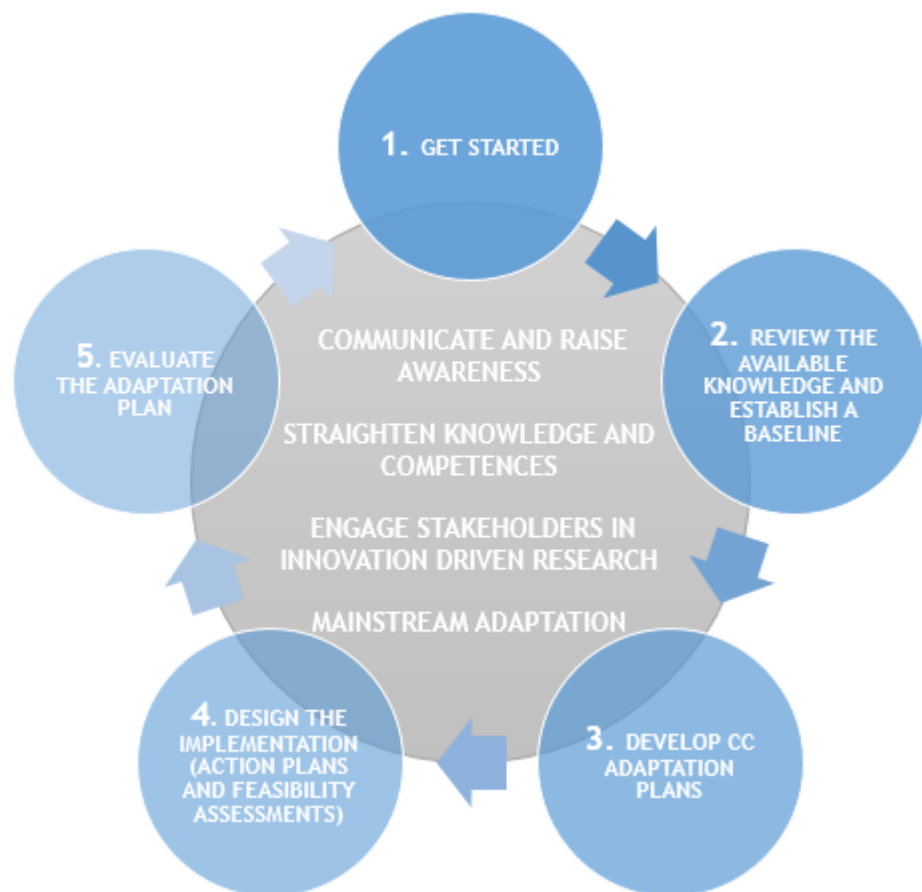 1. GET STARTED
2. REVIEW THE
AVAILABLE
KNOWLEDGE AND
ESTABLISH A
BASELINE
3. DEVELOP CC
ADAPTATION
PLANS
4. DESIGN THE
IMPLEMENTATION
(ACTION PLANS
AND FEASIBILITY
ASSESSMENTS)
5. EVALUATE
THE ADAPTATION
PLAN
COMMUNICATE AND RAISE
AWARENESS
STRAIGHTEN KNOWLEDGE AND
COMPETENCES
ENGAGE STAKEHOLDERS IN
INNOVATION DRIVEN RESEARCH
MAINSTREAM ADAPTATION